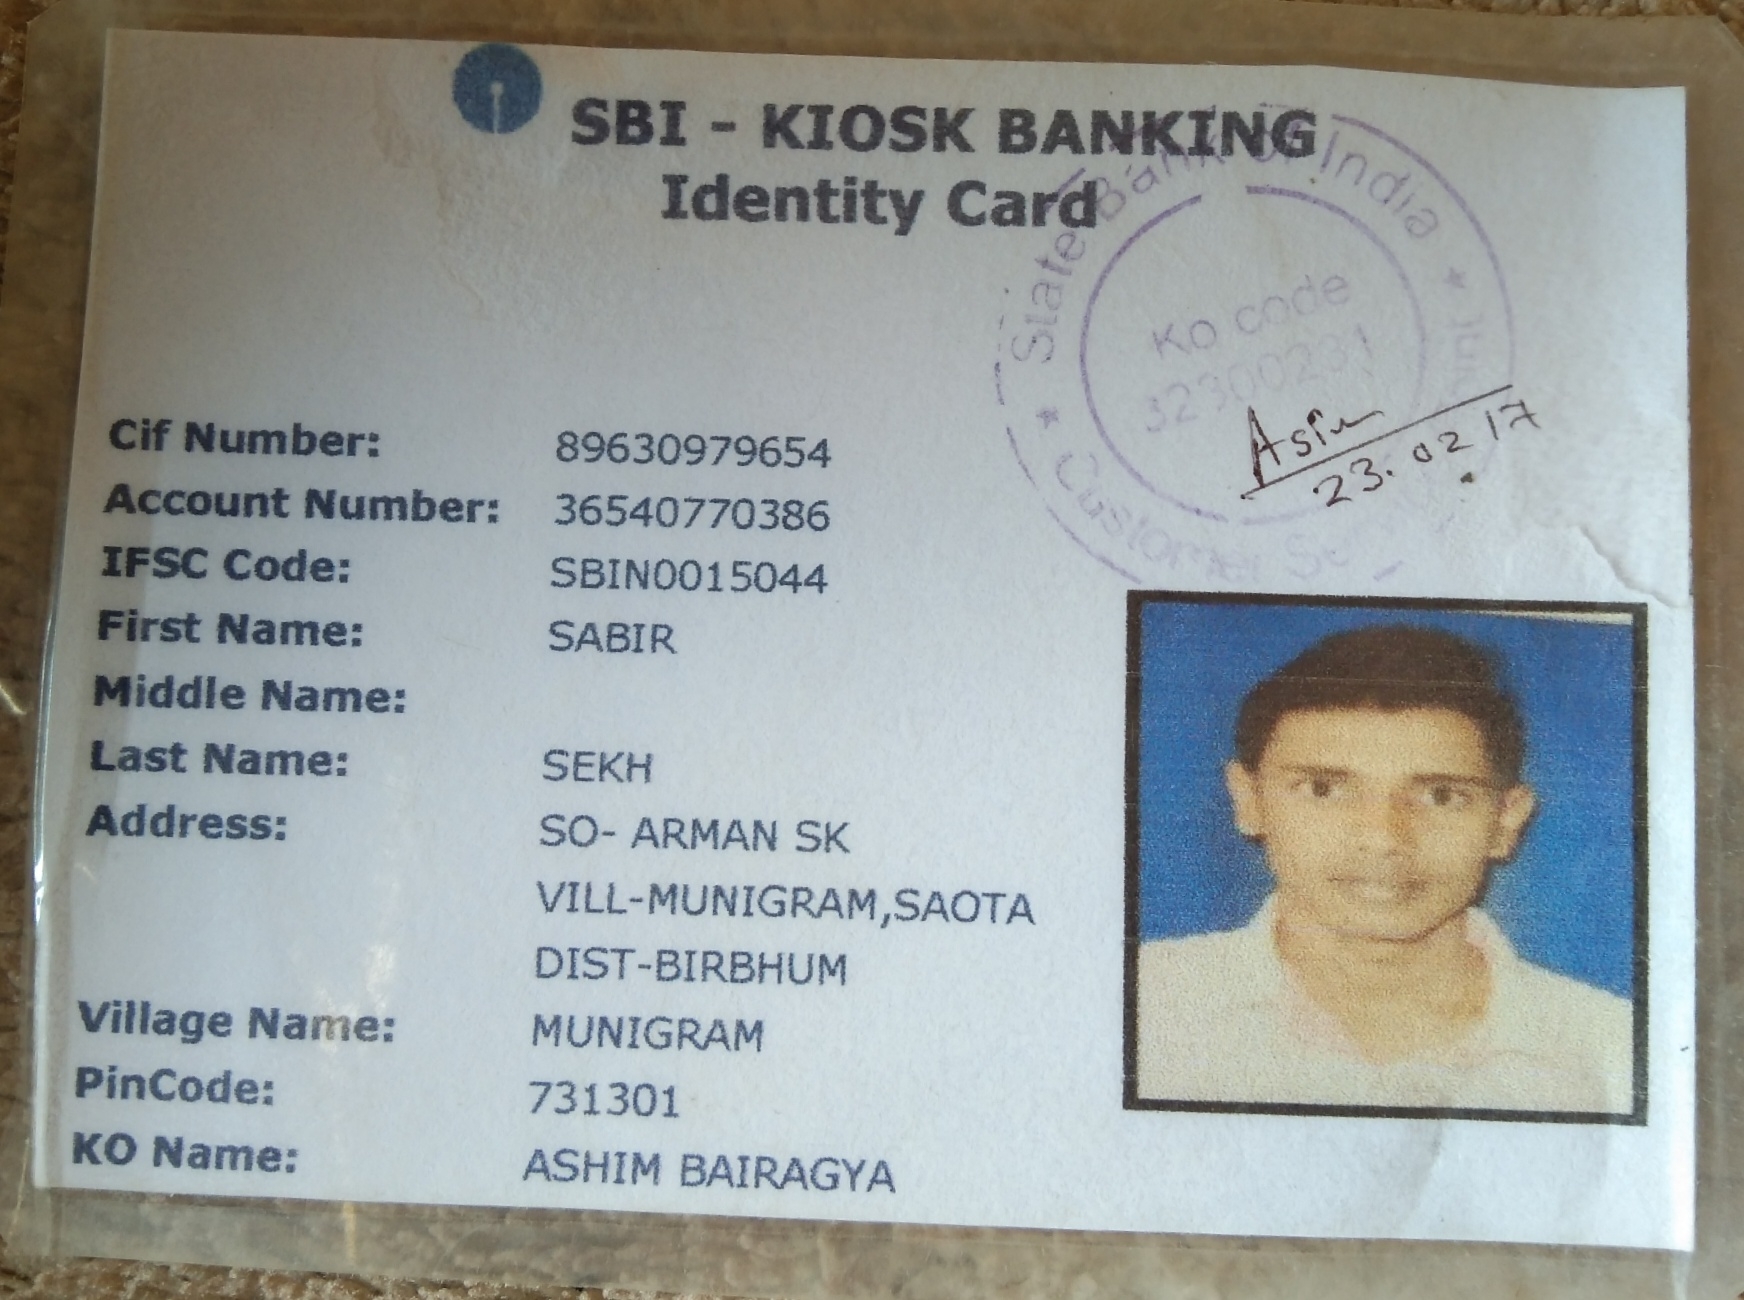 SBI - KIOSK BANKING
Identity Card
State Bank of India
Ko code
32300231
Asim
23.02 17
Customer
Cif Number: 89630979654
Account Number: 36540770386
IFSC Code: SBIN0015044
First Name: SABIR
Middle Name:
Last Name: SEKH
Address: SO- ARMAN SK
VILL-MUNIGRAM,SAOTA
DIST-BIRBHUM
Village Name: MUNIGRAM
PinCode: 731301
KO Name: ASHIM BAIRAGYA